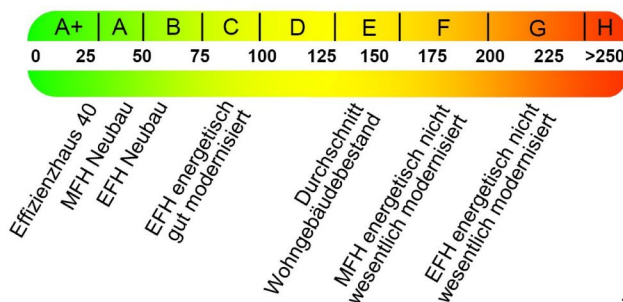 A+ A B C D E F G H
0 25 50 75 100 125 150 175 200 225 >250
Effizienzhaus 40
MFH Neubau
EFH Neubau
EFH energetisch
gut modernisiert
Durchschnitt
Wohngebäudebestand
MFH energetisch nicht
wesentlich modernisiert
EFH energetisch nicht
wesentlich modernisiert